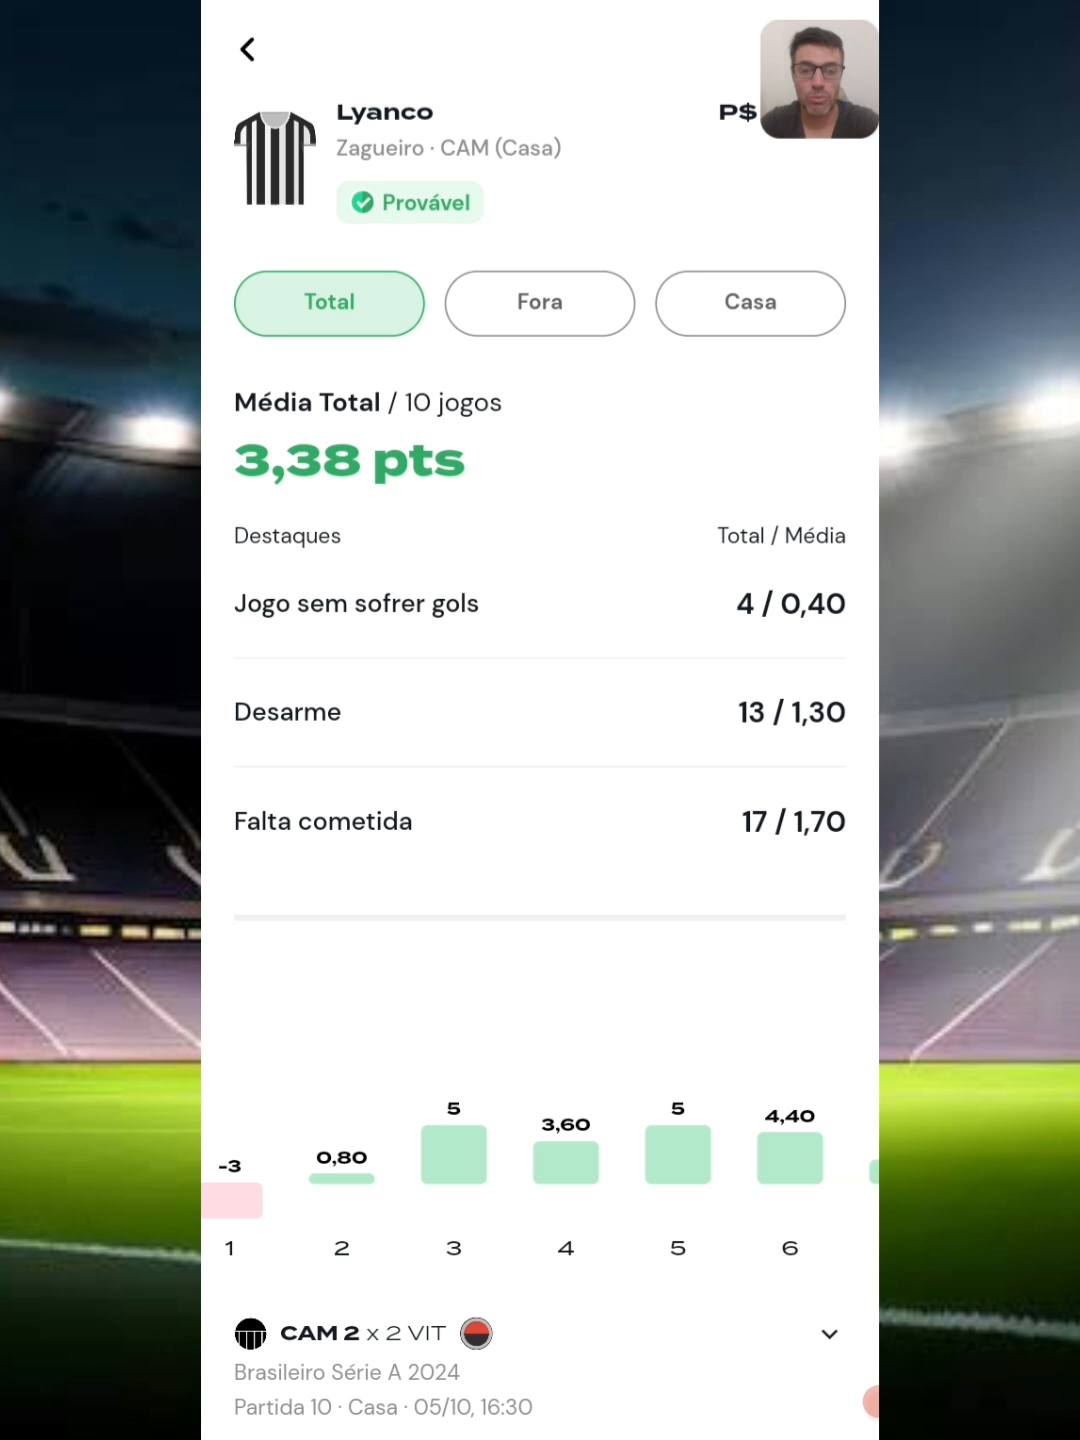 Lyanco
P$
Zagueiro · CAM (Casa)
Provável
Total
Fora
Casa
Média Total / 10 jogos
3,38 pts
Destaques
Total / Média
Jogo sem sofrer gols
4 / 0,40
Desarme
13 / 1,30
Falta cometida
17 / 1,70
-3
0,80
5
3,60
5
4,40
1
2
3
4
5
6
CAM 2 x 2 VIT
Brasileiro Série A 2024
Partida 10 · Casa · 05/10, 16:30